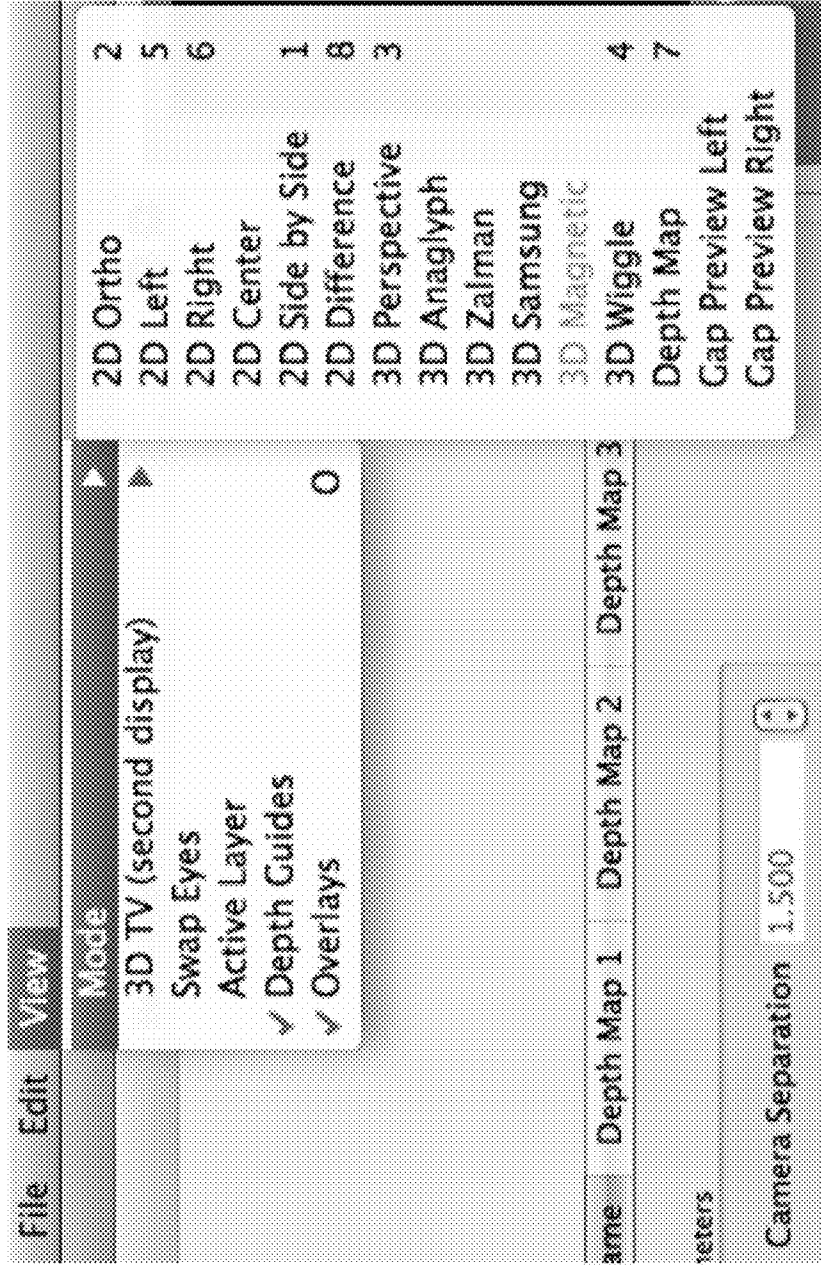 File Edit View
Mode
3D TV (second display)
Swap Eyes
Active Layer
✓ Depth Guides
✓ Overlays O
2D Ortho 2
2D Left 5
2D Right 6
2D Center
2D Side by Side 1
2D Difference 8
3D Perspective 3
3D Anaglyph
3D Zalman
3D Samsung
3D Magnetic
3D Wiggle 4
Depth Map 7
Gap Preview Left
Gap Preview Right
ame Depth Map 1 Depth Map 2 Depth Map 3
neters
Camera Separation 1.500